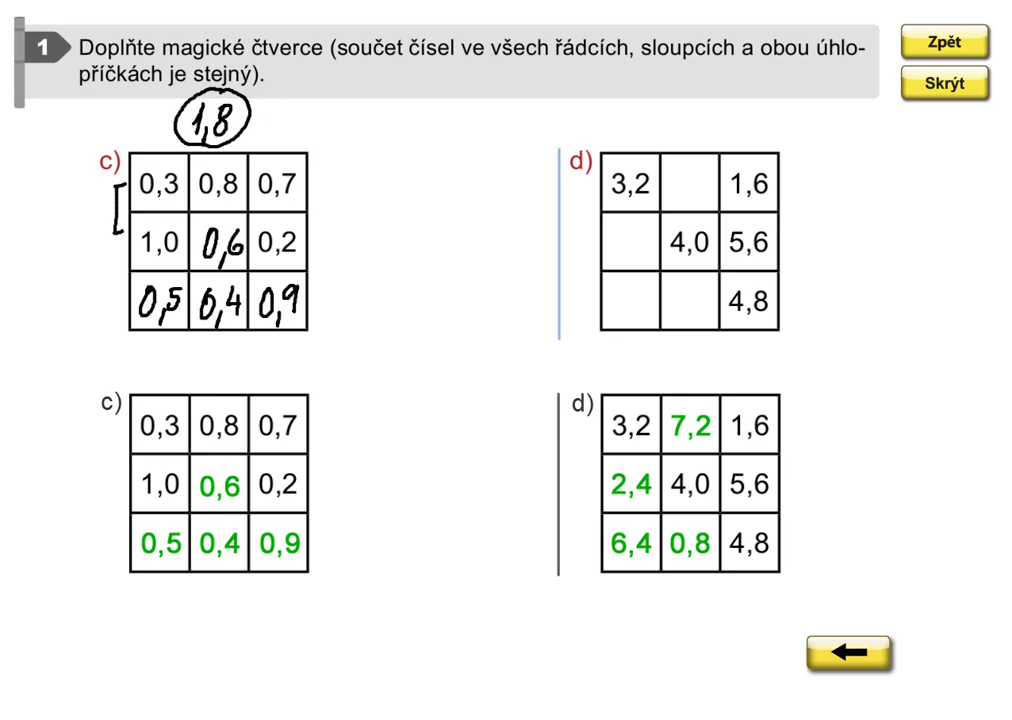 1 Doplňte magické čtverce (součet čísel ve všech řádcích, sloupcích a obou úhlo-
příčkách je stejný).
Zpět
Skrýt
1,8
c)
0,3 0,8 0,7
1,0 0,6 0,2
0,5 0,4 0,9
d)
3,2 1,6
4,0 5,6
4,8
c)
0,3 0,8 0,7
1,0 0,6 0,2
0,5 0,4 0,9
d)
3,2 7,2 1,6
2,4 4,0 5,6
6,4 0,8 4,8